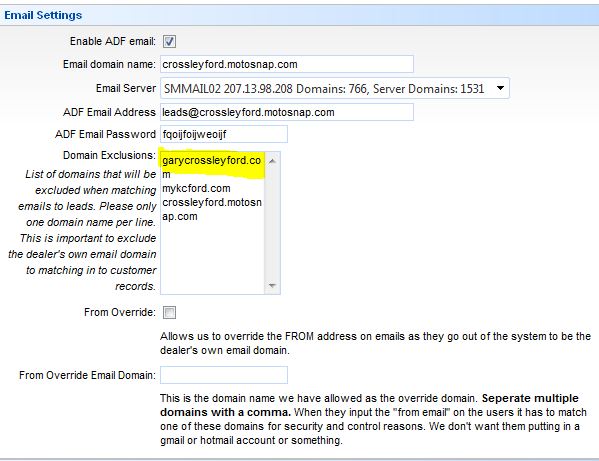 Email Settings
Enable ADF email:
Email domain name: crossleyford.motosnap.com
Email Server SMMAIL02 207.13.98.208 Domains: 766, Server Domains: 1531
ADF Email Address leads@crossleyford.motosnap.com
ADF Email Password fqoijfoijweoijf
Domain Exclusions: garycrossleyford.co
List of domains that will be m
excluded when matching mykcford.com
emails to leads. Please only crossleyford.motosn
one domain name per line. ap.com
This is important to exclude
the dealer's own email domain
to matching in to customer
records.
From Override:
Allows us to override the FROM address on emails as they go out of the system to be the
dealer's own email domain.
From Override Email Domain:
This is the domain name we have allowed as the override domain. Seperate multiple
domains with a comma. When they input the "from email" on the users it has to match
one of these domains for security and control reasons. We don't want them putting in a
gmail or hotmail account or something.